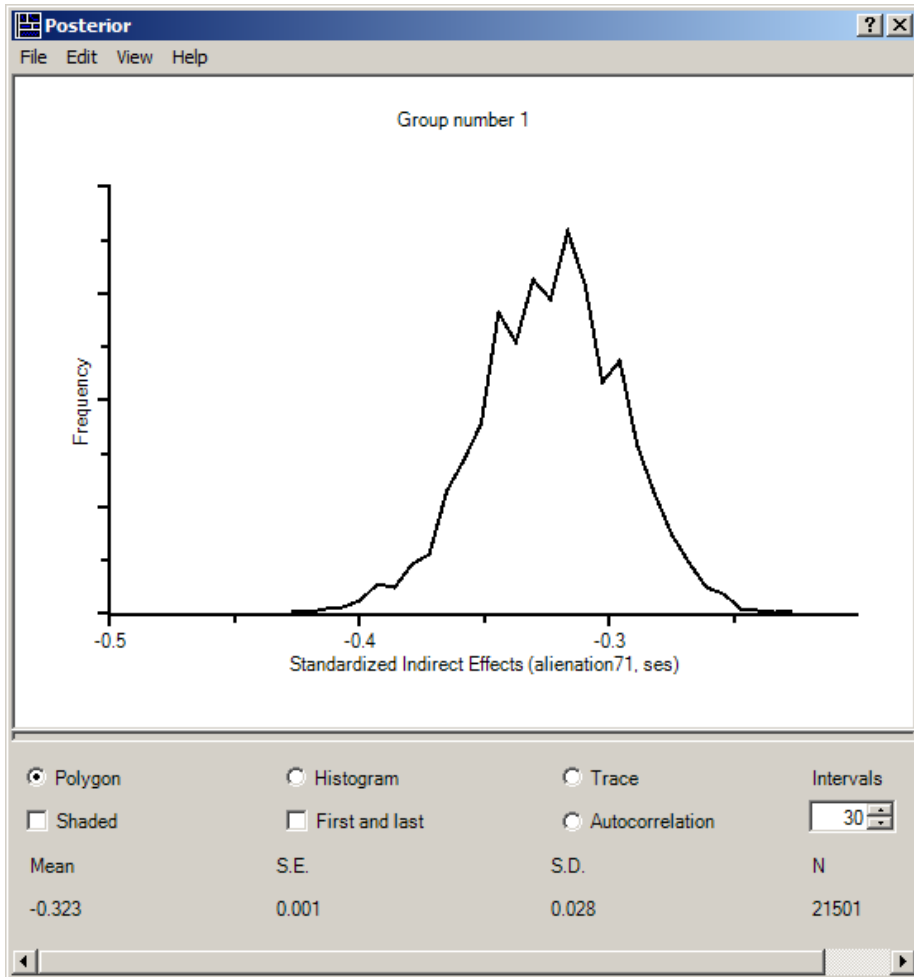 Posterior
File Edit View Help
Group number 1
Frequency
-0.5 -0.4 -0.3
Standardized Indirect Effects (alienation71, ses)
Polygon Histogram Trace Intervals
Shaded First and last Autocorrelation 30
Mean S.E. S.D. N
-0.323 0.001 0.028 21501